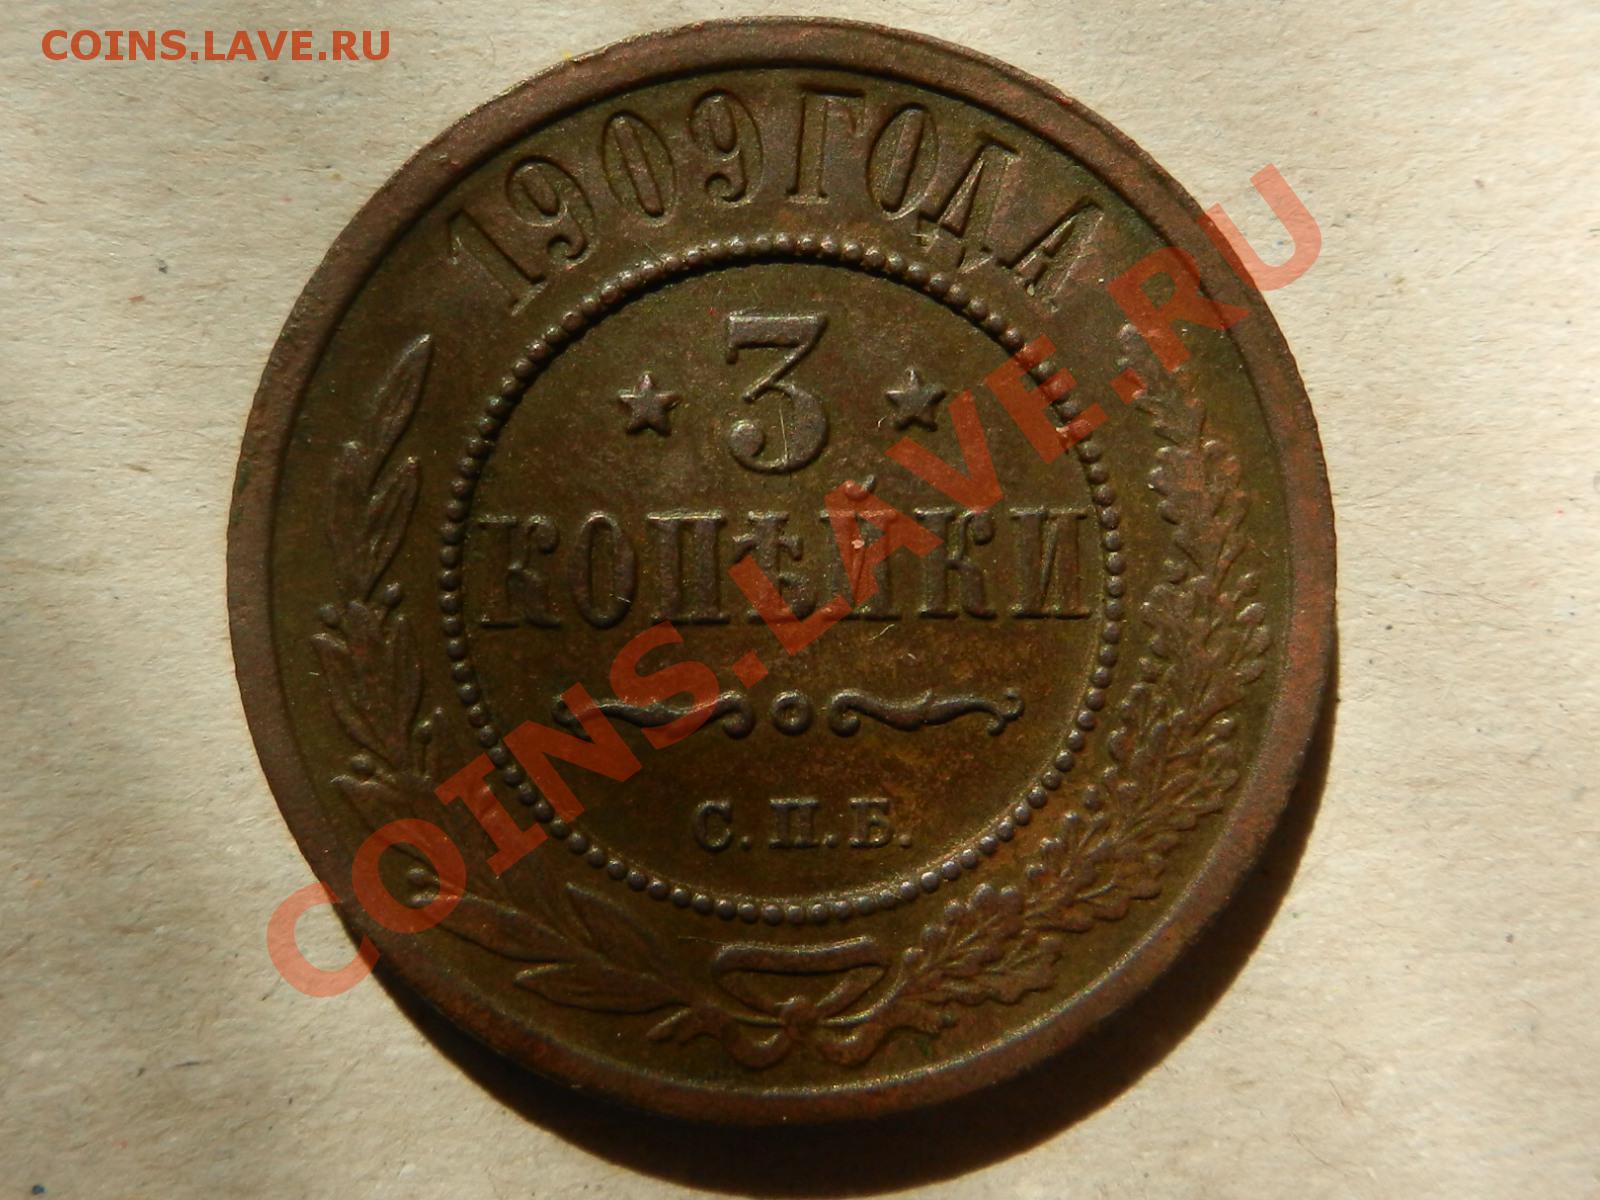 COINS.LAVE.RU
1909 ГОДА
★ 3 ★
КОПѢЙКИ
С.П.Б.
COINS.LAVE.RU